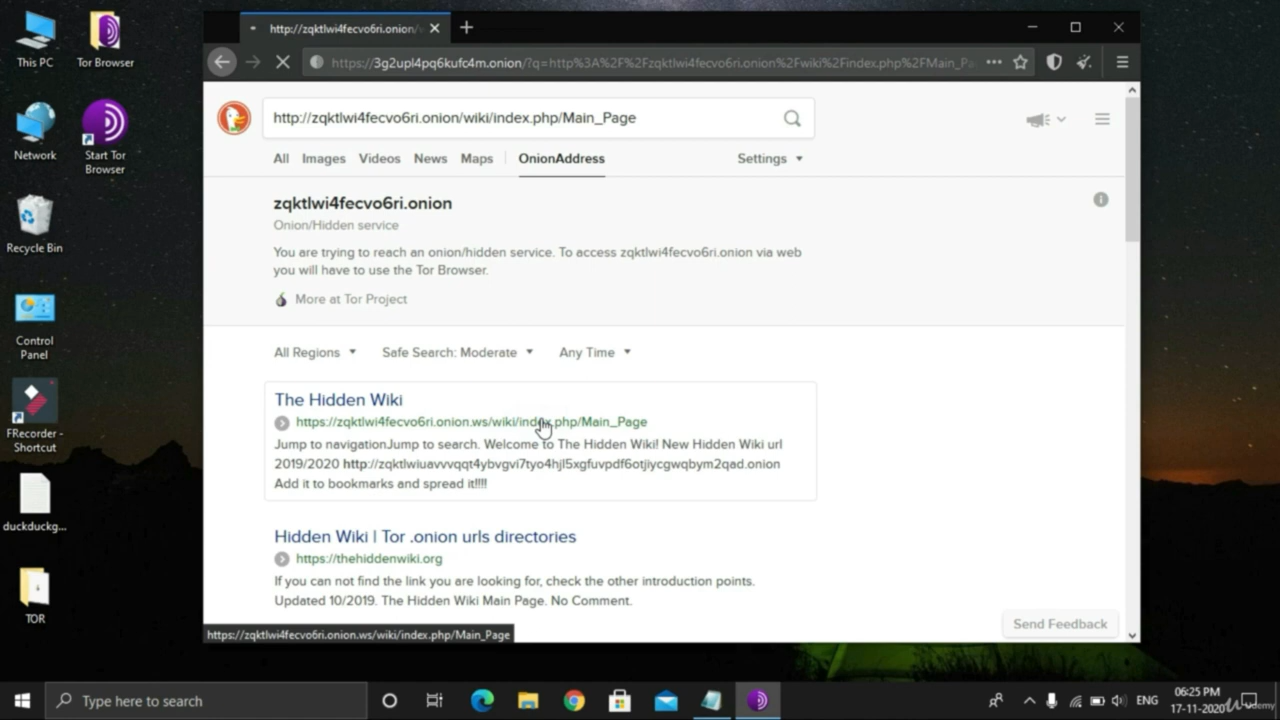 This PC
Tor Browser
Network
Start Tor
Browser
Recycle Bin
Control
Panel
FRecorder -
Shortcut
duckduckg...
TOR
http://zqktlwi4fecvo6ri.onion/w
https://3g2upl4pq6kufc4m.onion/?q=http%3A%2F%2Fzqktlwi4fecvo6ri.onion%2Fwiki%2Findex.php%2FMain_Pa
http://zqktlwi4fecvo6ri.onion/wiki/index.php/Main_Page
All Images Videos News Maps OnionAddress Settings
zqktlwi4fecvo6ri.onion
Onion/Hidden service
You are trying to reach an onion/hidden service. To access zqktlwi4fecvo6ri.onion via web
you will have to use the Tor Browser.
More at Tor Project
All Regions Safe Search: Moderate Any Time
The Hidden Wiki
https://zqktlwi4fecvo6ri.onion.ws/wiki/index.php/Main_Page
Jump to navigationJump to search. Welcome to The Hidden Wiki! New Hidden Wiki url
2019/2020 http://zqktlwiuavvvqqt4ybvgvi7tyo4hjl5xgfuvpdf6otjiycgwqbym2qad.onion
Add it to bookmarks and spread it!!!!
Hidden Wiki | Tor .onion urls directories
https://thehiddenwiki.org
If you can not find the link you are looking for, check the other introduction points.
Updated 10/2019. The Hidden Wiki Main Page. No Comment.
Send Feedback
https://zqktlwi4fecvo6ri.onion.ws/wiki/index.php/Main_Page
Type here to search
ENG
06:25 PM
17-11-2020
Udemy